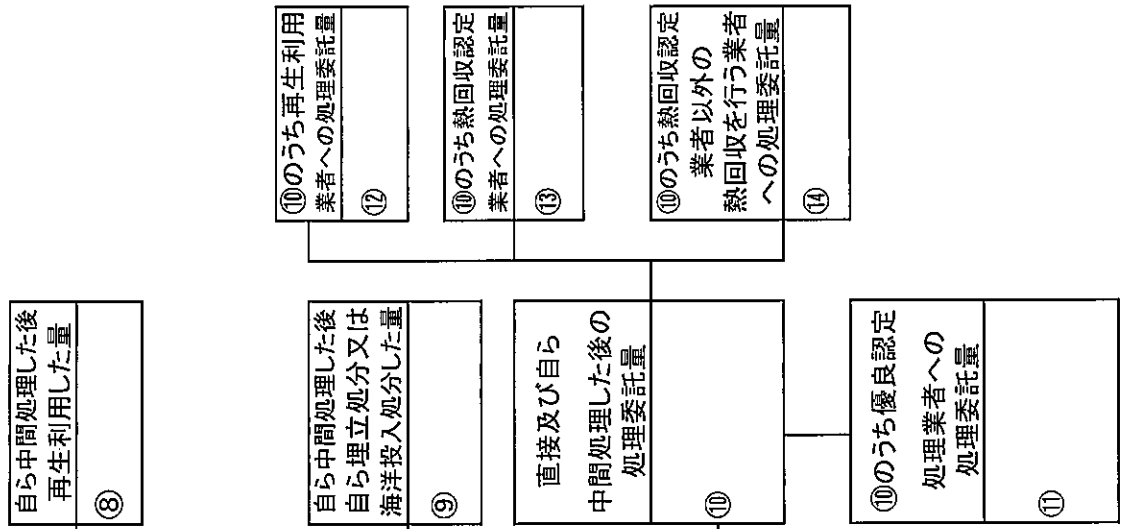 自ら中間処理した後
再生利用した量
⑧
自ら中間処理した後
自ら埋立処分又は
海洋投入処分した量
⑨
直接及び自ら
中間処理した後の
処理委託量
⑩
⑩のうち優良認定
処理業者への
処理委託量
⑪
⑩のうち再生利用
業者への処理委託量
⑫
⑩のうち熱回収認定
業者への処理委託量
⑬
⑩のうち熱回収認定
業者以外の
熱回収を行う業者
への処理委託量
⑭